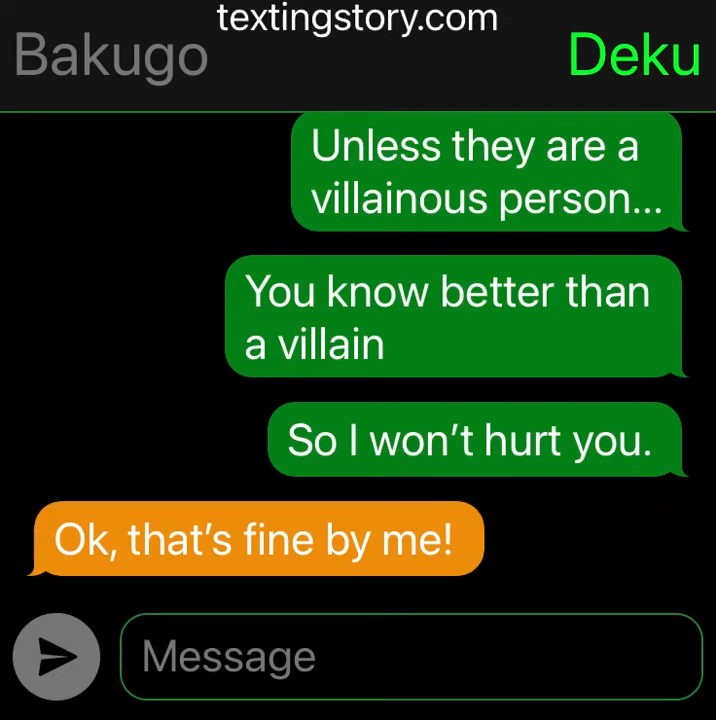 textingstory.com
Bakugo
Deku
Unless they are a
villainous person...
You know better than
a villain
So I won’t hurt you.
Ok, that’s fine by me!
Message